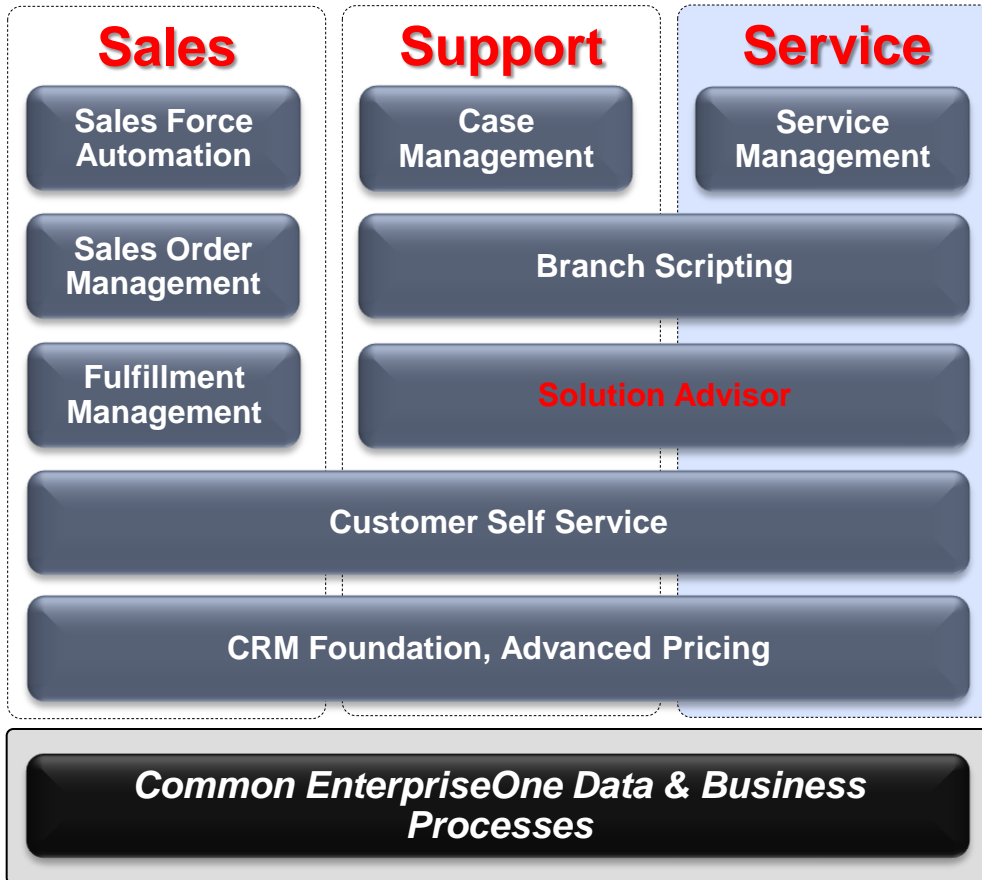 Sales
Support
Service
Sales Force
Automation
Case
Management
Service
Management
Sales Order
Management
Branch Scripting
Fulfillment
Management
Solution Advisor
Customer Self Service
CRM Foundation, Advanced Pricing
Common EnterpriseOne Data & Business
Processes